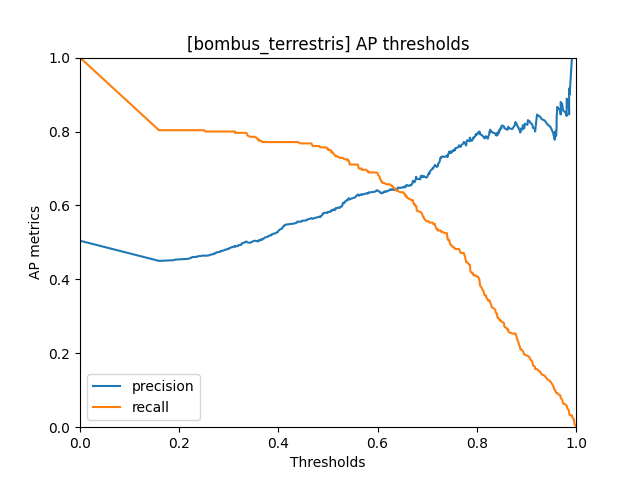 [bombus_terrestris] AP thresholds
1.0
0.8
0.6
0.4
0.2
0.0
AP metrics
precision
recall
0.0 0.2 0.4 0.6 0.8 1.0
Thresholds